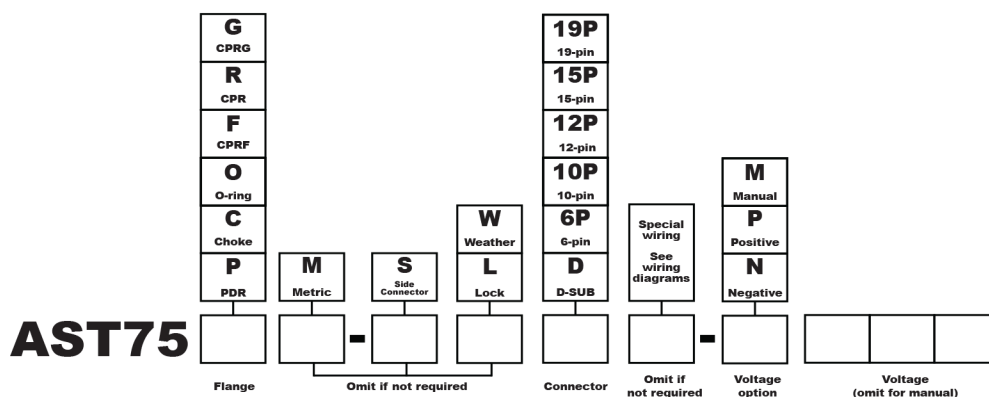 G
CPRG
R
CPR
F
CPRF
O
O-ring
C
Choke
P
PDR
M
Metric
S
Side
Connector
W
Weather
L
Lock
19P
19-pin
15P
15-pin
12P
12-pin
10P
10-pin
6P
6-pin
D
D-SUB
Special
wiring
See
wiring
diagrams
M
Manual
P
Positive
N
Negative
AST75 - -
Flange
Omit if not required
Connector
Omit if
not required
Voltage
option
Voltage
(omit for manual)